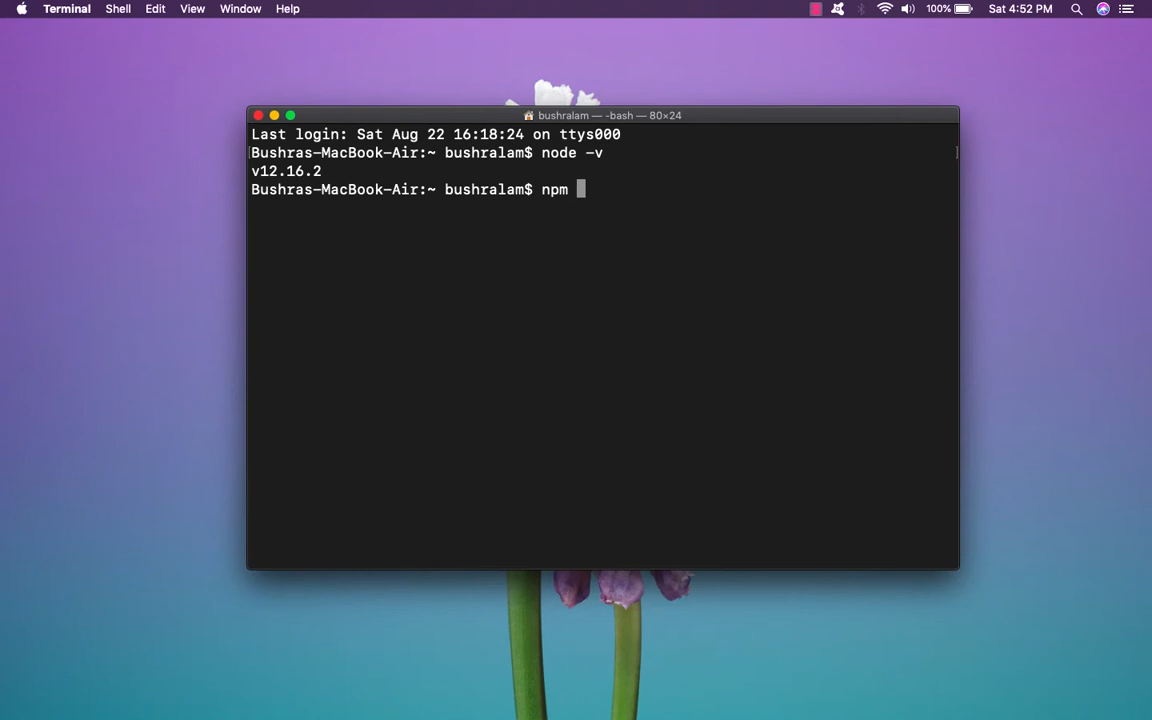 Terminal Shell Edit View Window Help 100% Sat 4:52 PM
bushralam — -bash — 80×24
Last login: Sat Aug 22 16:18:24 on ttys000
[Bushras-MacBook-Air:~ bushralam$ node -v ]
v12.16.2
Bushras-MacBook-Air:~ bushralam$ npm